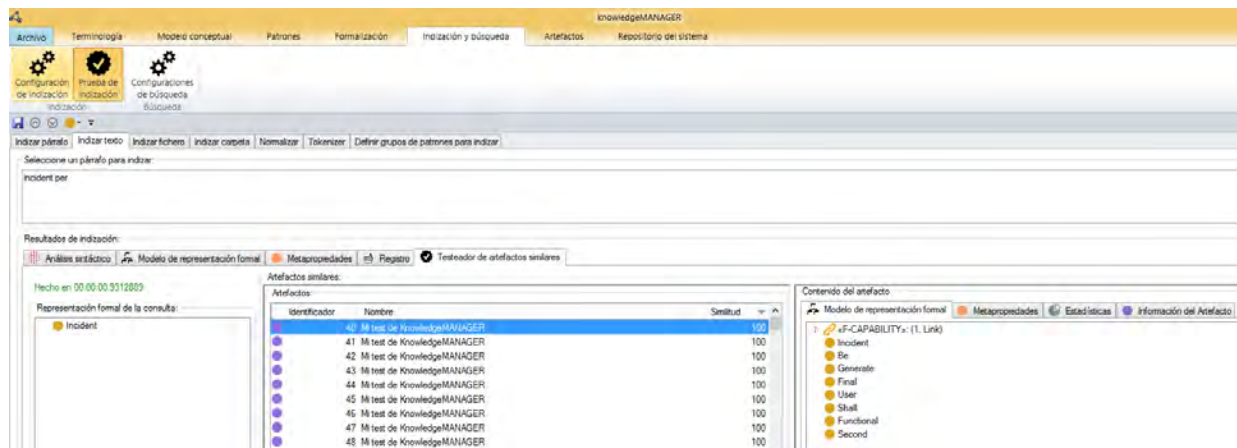 knowledgeMANAGER
Archivo Terminología Modelo conceptual Patrones Formalización Indización y búsqueda Artefactos Repositorio del sistema
Configuración de indización Prueba de indización Configuraciones de búsqueda
Indización Búsqueda
Indizar párrafo Indizar texto Indizar fichero Indizar carpeta Normalizar Tokenizer Definir grupos de patrones para indizar
Seleccione un párrafo para indizar:
incident per
Resultados de indización:
Análisis sintáctico Modelo de representación formal Metapropiedades Registro Testeador de artefactos similares
Hecho en 00:00:00.9312889
Representación formal de la consulta:
Incident
Artefactos similares:
Artefactos:
Identificador Nombre Similitud
40 Mi test de KnowledgeMANAGER 100
41 Mi test de KnowledgeMANAGER 100
42 Mi test de KnowledgeMANAGER 100
43 Mi test de KnowledgeMANAGER 100
44 Mi test de KnowledgeMANAGER 100
45 Mi test de KnowledgeMANAGER 100
46 Mi test de KnowledgeMANAGER 100
47 Mi test de KnowledgeMANAGER 100
48 Mi test de KnowledgeMANAGER 100
Contenido del artefacto
Modelo de representación formal Metapropiedades Estadísticas Información del Artefacto
«F-CAPABILITY»: (1, Link)
Incident
Be
Generate
Final
User
Shall
Functional
Second